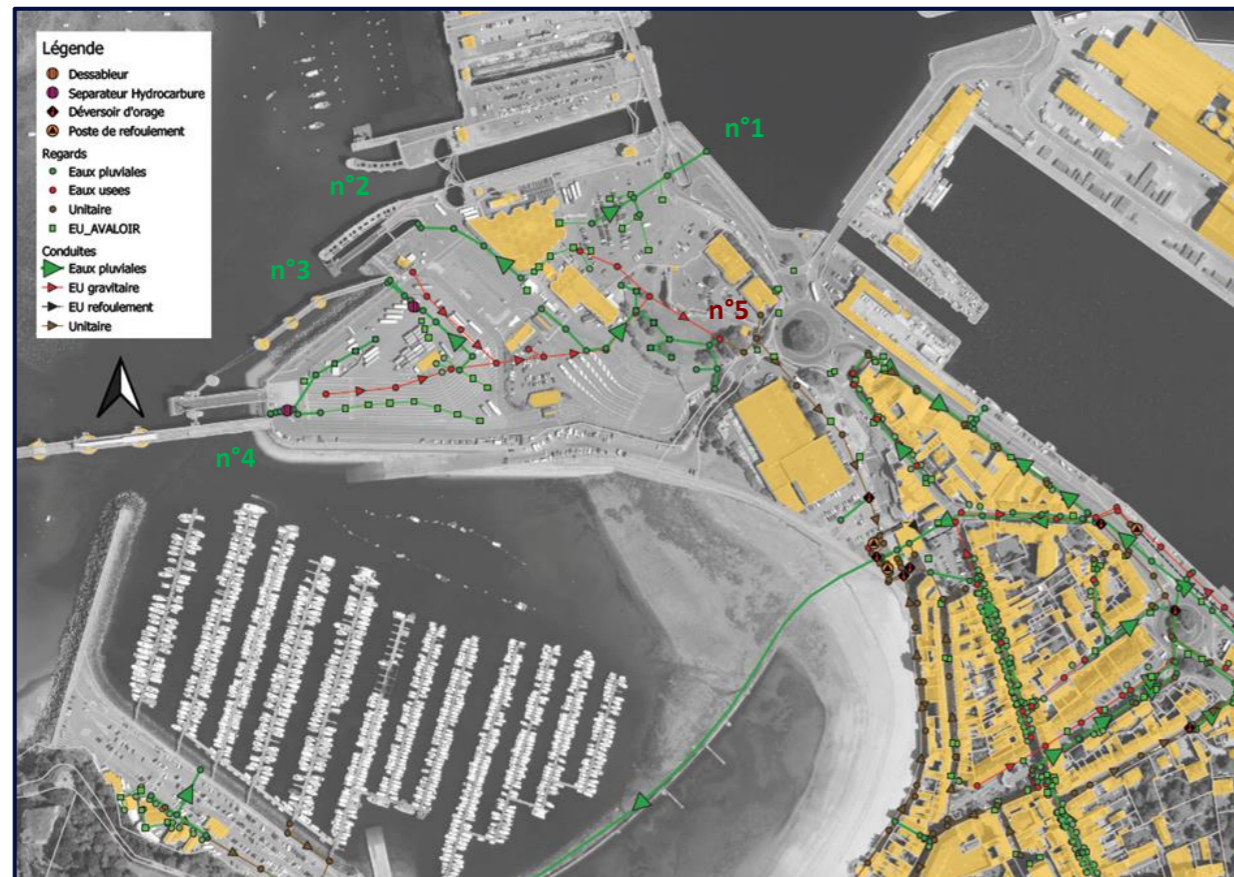 Légende
Dessableur
Separateur Hydrocarbure
Déversoir d'orage
Poste de refoulement
Regards
Eaux pluviales
Eaux usees
Unitaire
EU_AVALOIR
Conduites
Eaux pluviales
EU gravitaire
EU refoulement
Unitaire
n°1
n°2
n°3
n°5
n°4